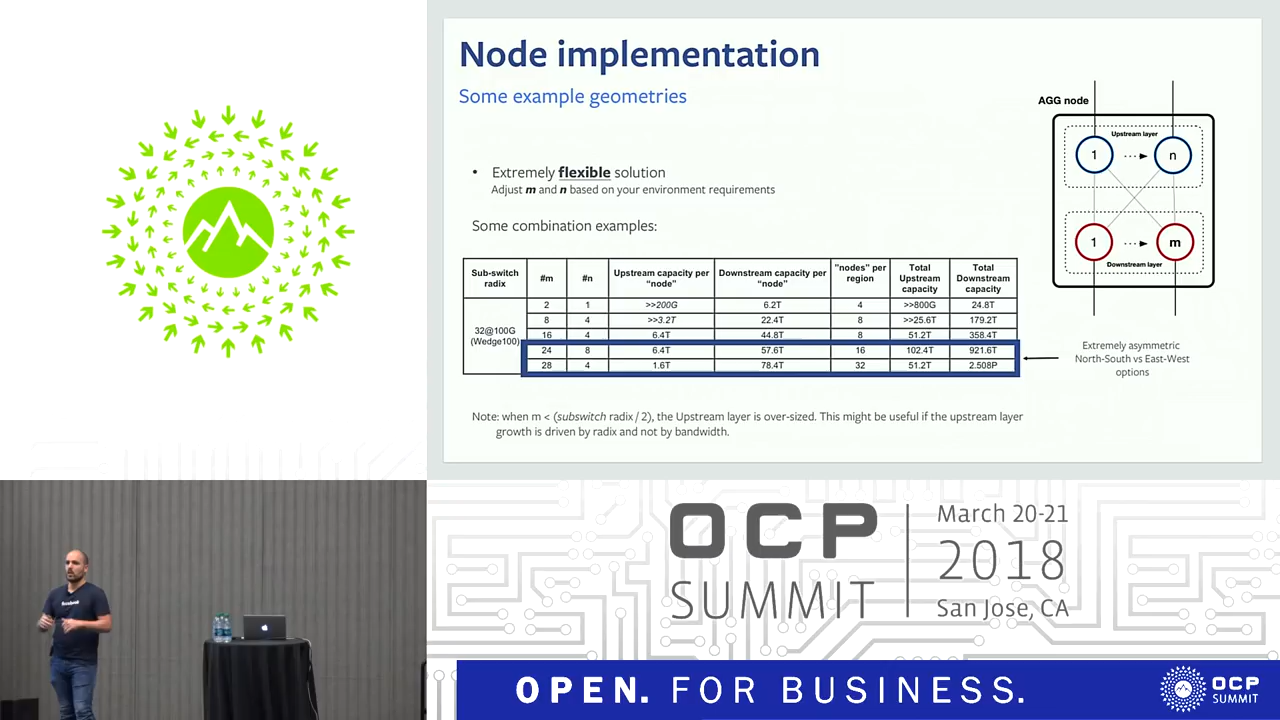 Node implementation
Some example geometries
AGG node
Upstream layer
1
n
1
m
Downstream layer
• Extremely flexible solution
Adjust m and n based on your environment requirements
Some combination examples:
Sub-switch radix #m #n Upstream capacity per "node" Downstream capacity per "node" "nodes" per region Total Upstream capacity Total Downstream capacity
32@100G (Wedge100)
2 1 >>200G 6.2T 4 >>800G 24.8T
8 4 >>3.2T 22.4T 8 >>25.6T 179.2T
16 4 6.4T 44.8T 8 51.2T 358.4T
24 8 6.4T 57.6T 16 102.4T 921.6T
28 4 1.6T 78.4T 32 51.2T 2.508P
Extremely asymmetric
North-South vs East-West
options
Note: when m < (subswitch radix / 2), the Upstream layer is over-sized. This might be useful if the upstream layer
growth is driven by radix and not by bandwidth.
facebook
OCP
SUMMIT
March 20-21
2018
San Jose, CA
OPEN. FOR BUSINESS.
OCP
SUMMIT